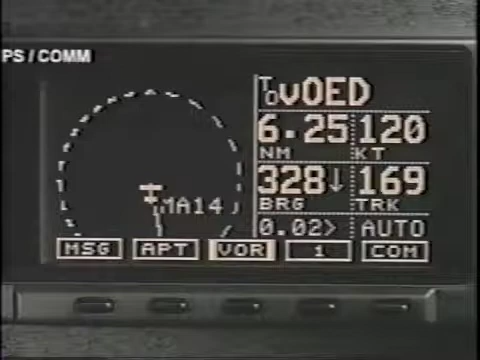 PS / COMM
TO vOED
6.25 120
NM KT
328↓ 169
BRG TRK
MA14
0.02> AUTO
MSG APT VOR 1 COM